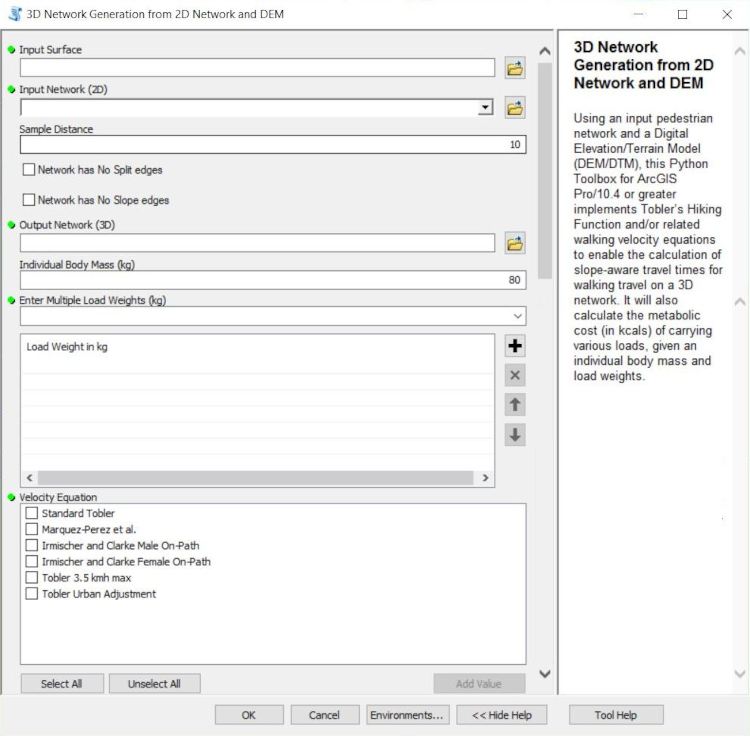 3D Network Generation from 2D Network and DEM
Input Surface
Input Network (2D)
Sample Distance
10
Network has No Split edges
Network has No Slope edges
Output Network (3D)
Individual Body Mass (kg)
80
Enter Multiple Load Weights (kg)
Load Weight in kg
Velocity Equation
Standard Tobler
Marquez-Perez et al.
Irmischer and Clarke Male On-Path
Irmischer and Clarke Female On-Path
Tobler 3.5 kmh max
Tobler Urban Adjustment
Select All
Unselect All
Add Value
OK
Cancel
Environments...
<< Hide Help
Tool Help
3D Network
Generation from 2D
Network and DEM
Using an input pedestrian
network and a Digital
Elevation/Terrain Model
(DEM/DTM), this Python
Toolbox for ArcGIS
Pro/10.4 or greater
implements Tobler's Hiking
Function and/or related
walking velocity equations
to enable the calculation of
slope-aware travel times for
walking travel on a 3D
network. It will also
calculate the metabolic
cost (in kcals) of carrying
various loads, given an
individual body mass and
load weights.